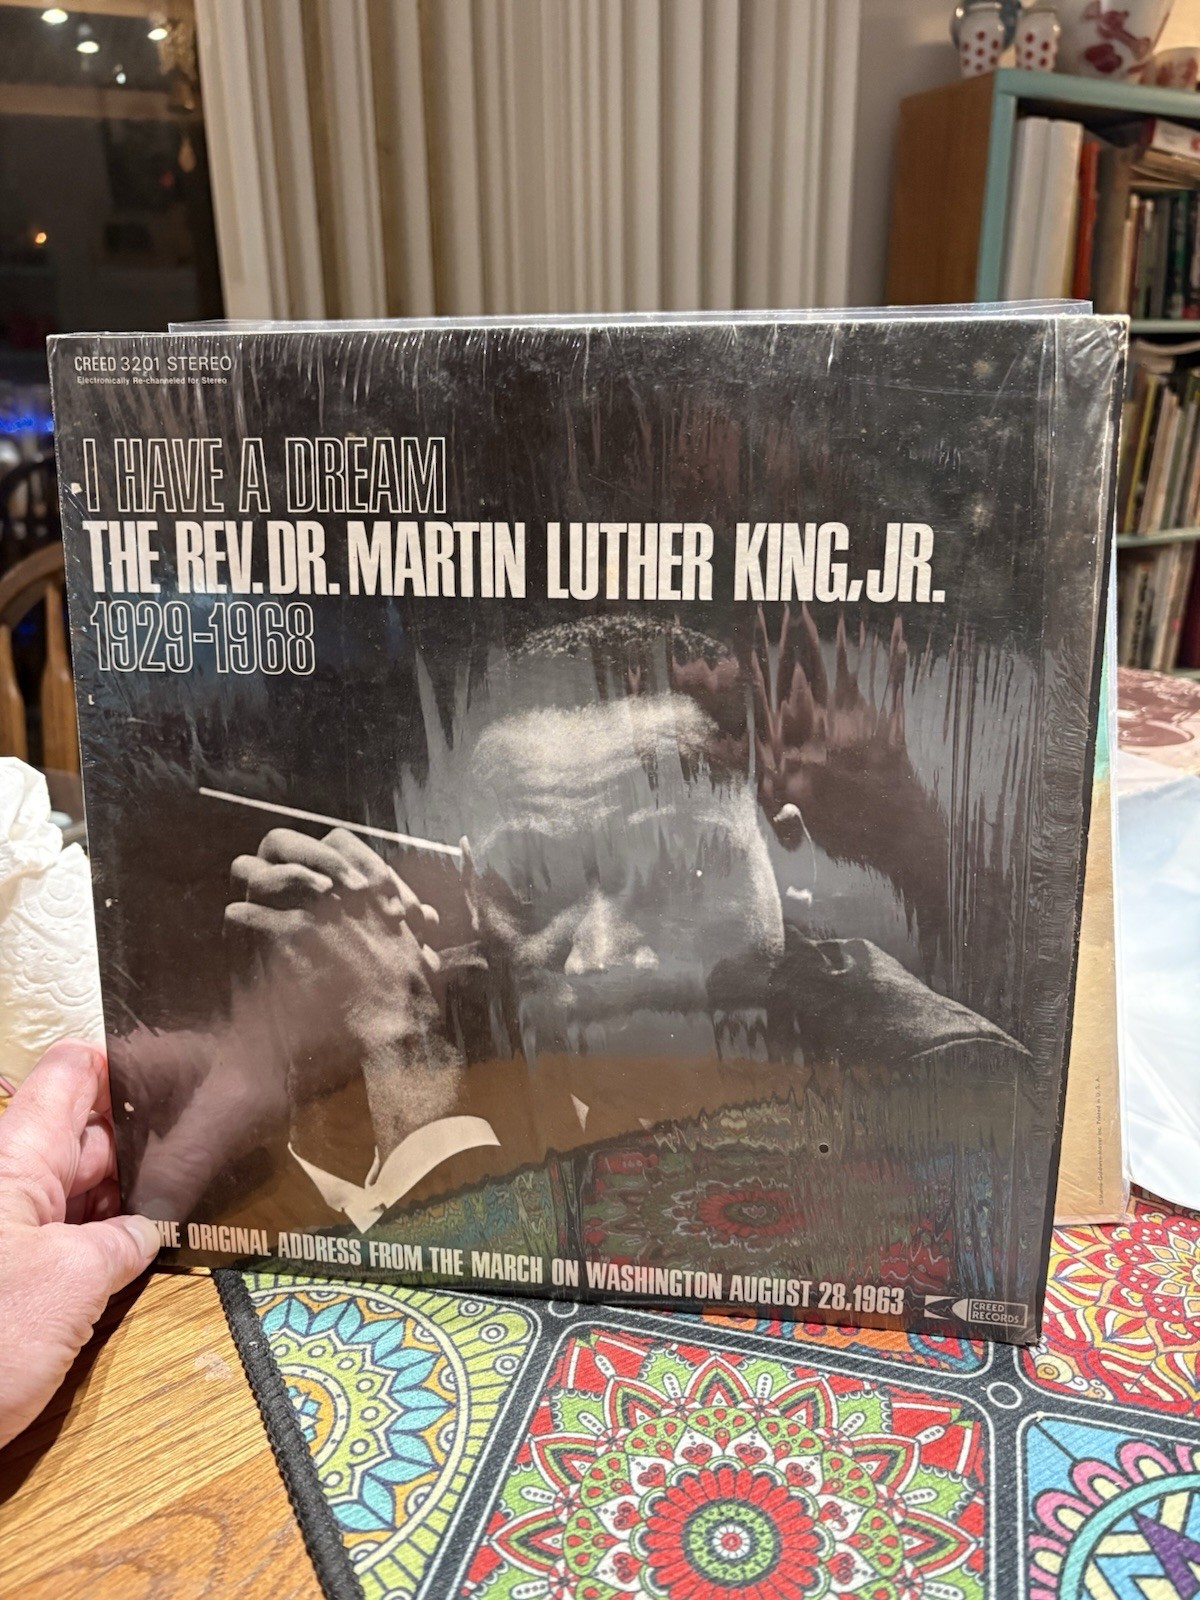 CREED 3201 STEREO
Electronically Re-channeled for Stereo
I HAVE A DREAM
THE REV. DR. MARTIN LUTHER KING, JR.
1929-1968
THE ORIGINAL ADDRESS FROM THE MARCH ON WASHINGTON AUGUST 28, 1963
CREED
RECORDS